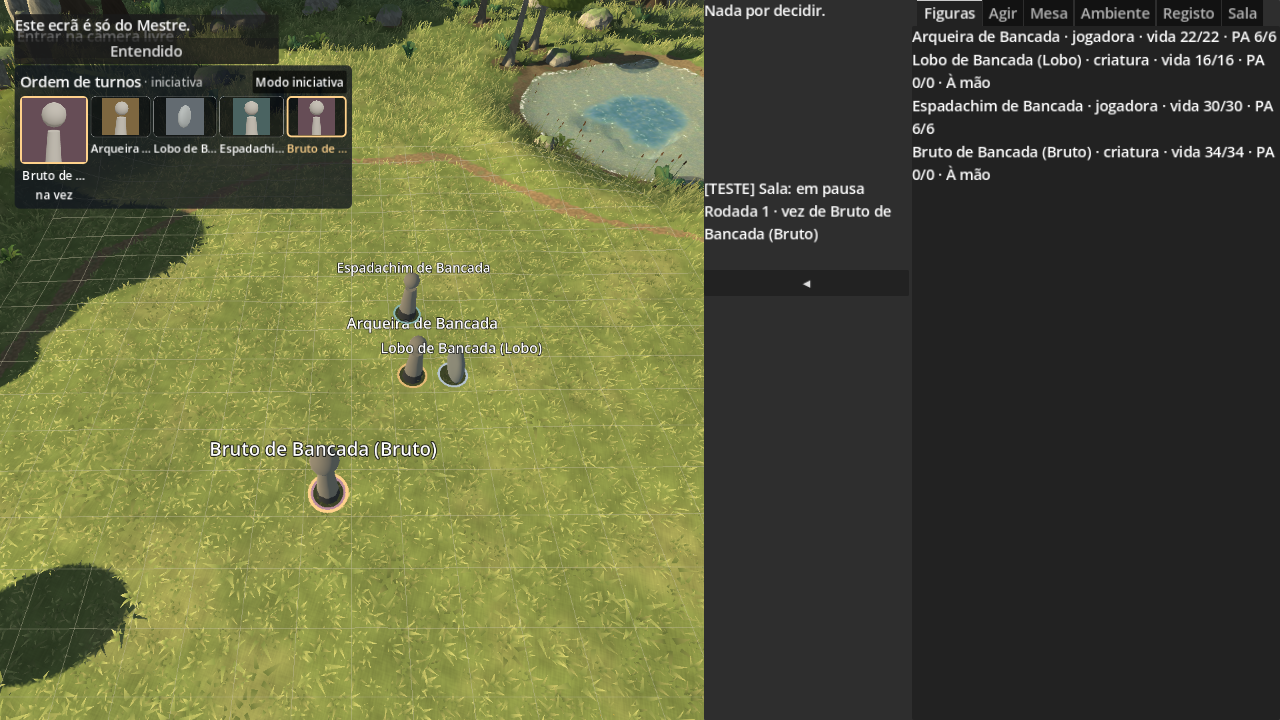 Este ecrã é só do Mestre.
Entrar na câmera livre
Entendido
Ordem de turnos · iniciativa
Modo iniciativa
Arqueira ...
Lobo de B...
Espadachi...
Bruto de ...
Bruto de ...
na vez
Espadachim de Bancada
Arqueira de Bancada
Lobo de Bancada (Lobo)
Bruto de Bancada (Bruto)
Nada por decidir.
[TESTE] Sala: em pausa
Rodada 1 · vez de Bruto de
Bancada (Bruto)
Figuras
Agir
Mesa
Ambiente
Registo
Sala
Arqueira de Bancada · jogadora · vida 22/22 · PA 6/6
Lobo de Bancada (Lobo) · criatura · vida 16/16 · PA
0/0 · À mão
Espadachim de Bancada · jogadora · vida 30/30 · PA
6/6
Bruto de Bancada (Bruto) · criatura · vida 34/34 · PA
0/0 · À mão